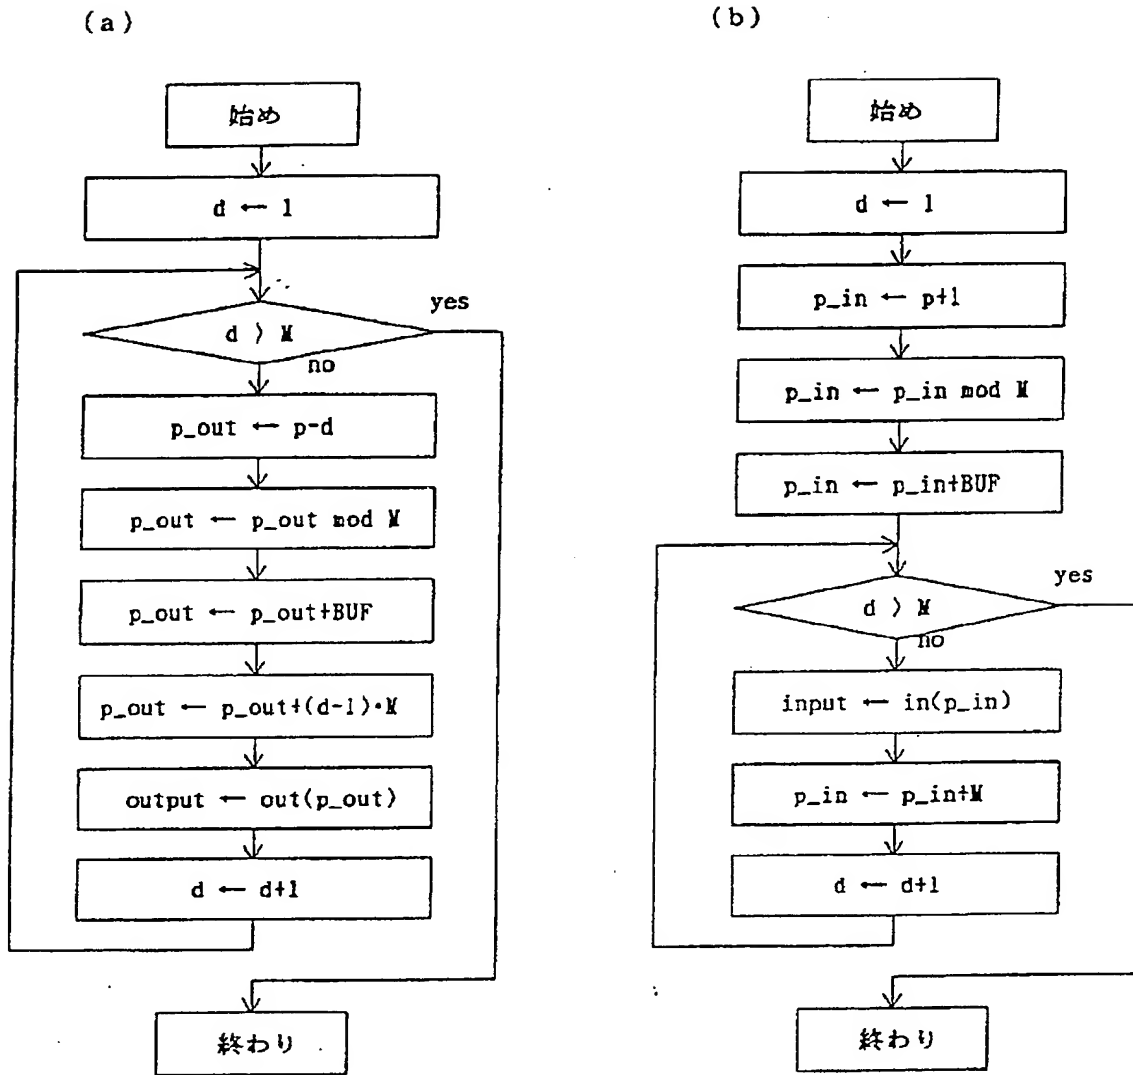 (a)
始め
d ← 1
d > M
yes
no
p_out ← p-d
p_out ← p_out mod M
p_out ← p_out+BUF
p_out ← p_out+(d-1)・M
output ← out(p_out)
d ← d+1
終わり
(b)
始め
d ← 1
p_in ← p+1
p_in ← p_in mod M
p_in ← p_in+BUF
d > M
yes
no
input ← in(p_in)
p_in ← p_in+M
d ← d+1
終わり